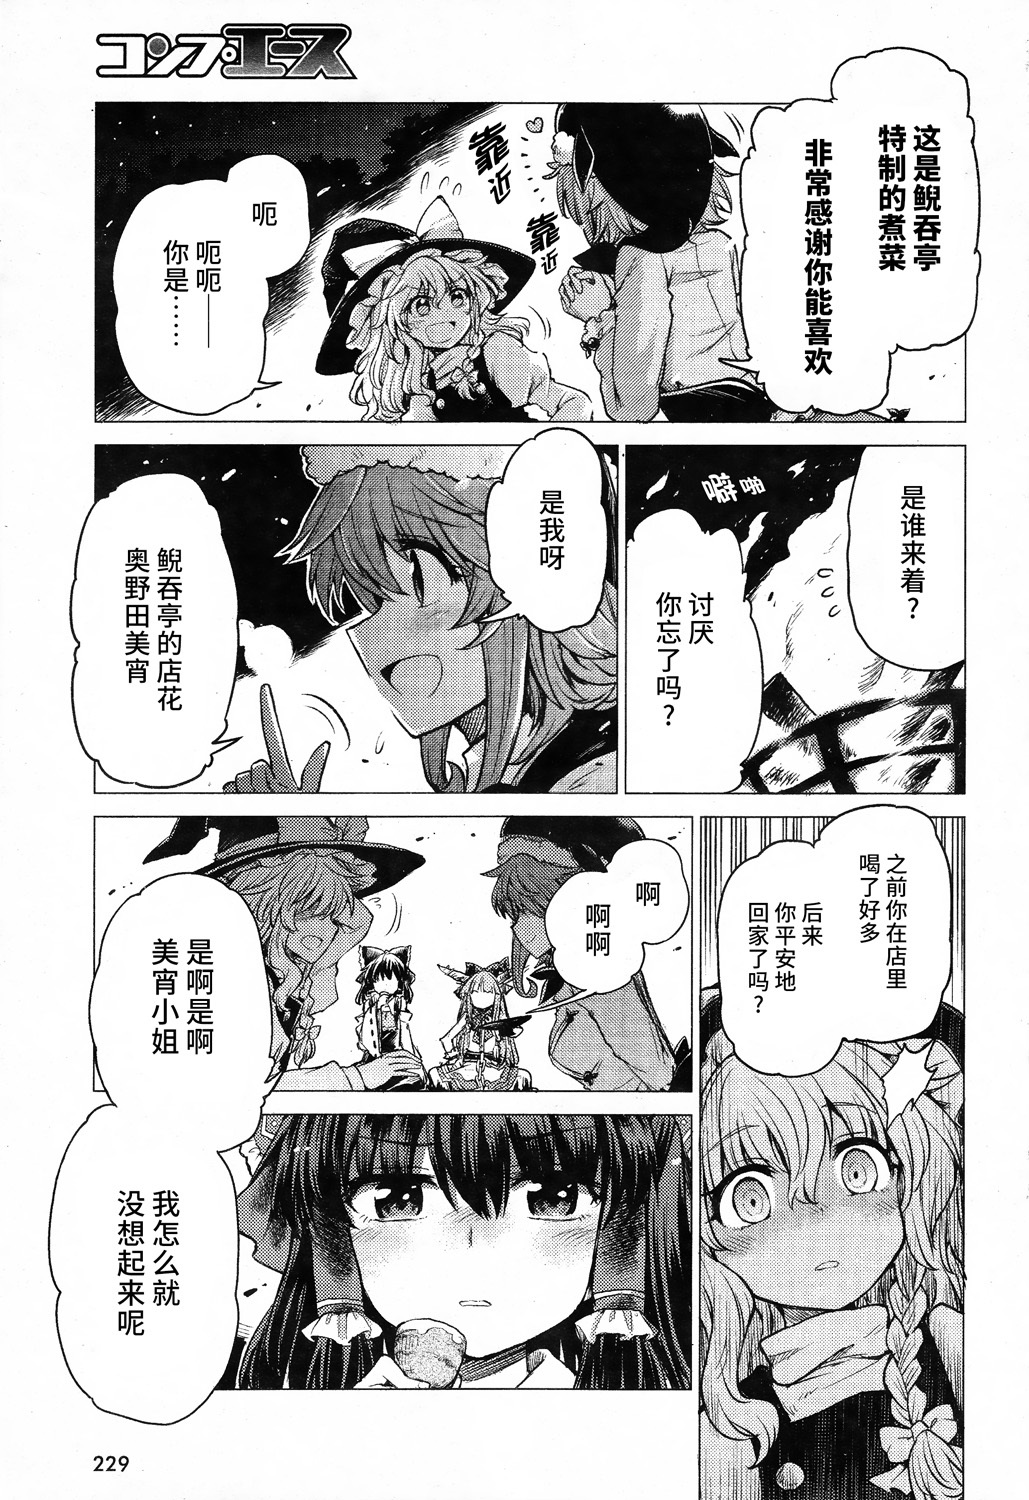 コンプ・エース
这是鲵吞亭
特制的煮菜
非常感谢你能喜欢
靠近
靠近
呃
呃呃——
你是……
是谁来着?
讨厌
你忘了吗?
是我呀
鲵吞亭的店花
奥野田美宵
之前你在店里
喝了好多
后来
你平安地
回家了吗?
啊
啊啊
是啊是啊
美宵小姐
我怎么就
没想起来呢
229